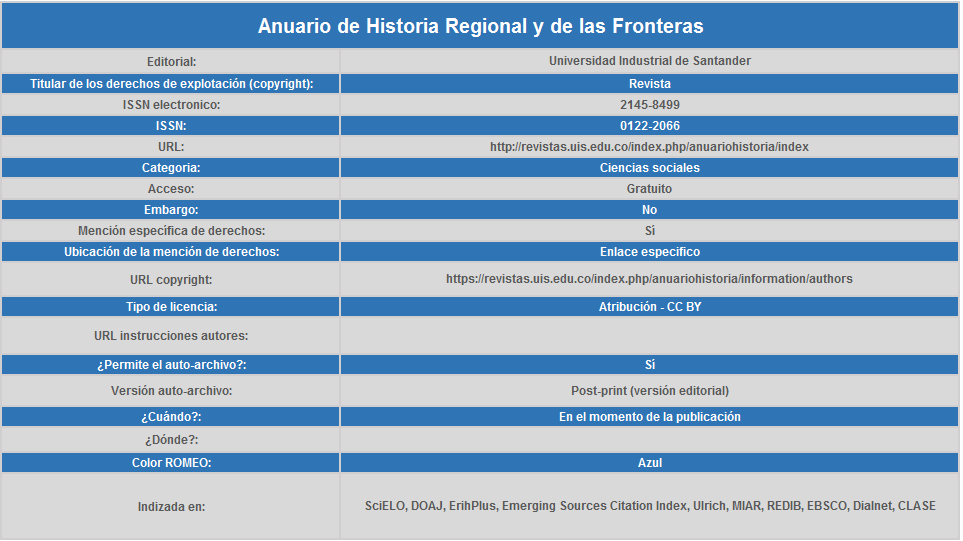 Anuario de Historia Regional y de las Fronteras
Editorial: Universidad Industrial de Santander
Titular de los derechos de explotación (copyright): Revista
ISSN electronico: 2145-8499
ISSN: 0122-2066
URL: http://revistas.uis.edu.co/index.php/anuariohistoria/index
Categoria: Ciencias sociales
Acceso: Gratuito
Embargo: No
Mención específica de derechos: Si
Ubicación de la mención de derechos: Enlace especifico
URL copyright: https://revistas.uis.edu.co/index.php/anuariohistoria/information/authors
Tipo de licencia: Atribución - CC BY
URL instrucciones autores:
¿Permite el auto-archivo?: Sí
Versión auto-archivo: Post-print (versión editorial)
¿Cuándo?: En el momento de la publicación
¿Dónde?:
Color ROMEO: Azul
Indizada en: SciELO, DOAJ, ErihPlus, Emerging Sources Citation Index, Ulrich, MIAR, REDIB, EBSCO, Dialnet, CLASE